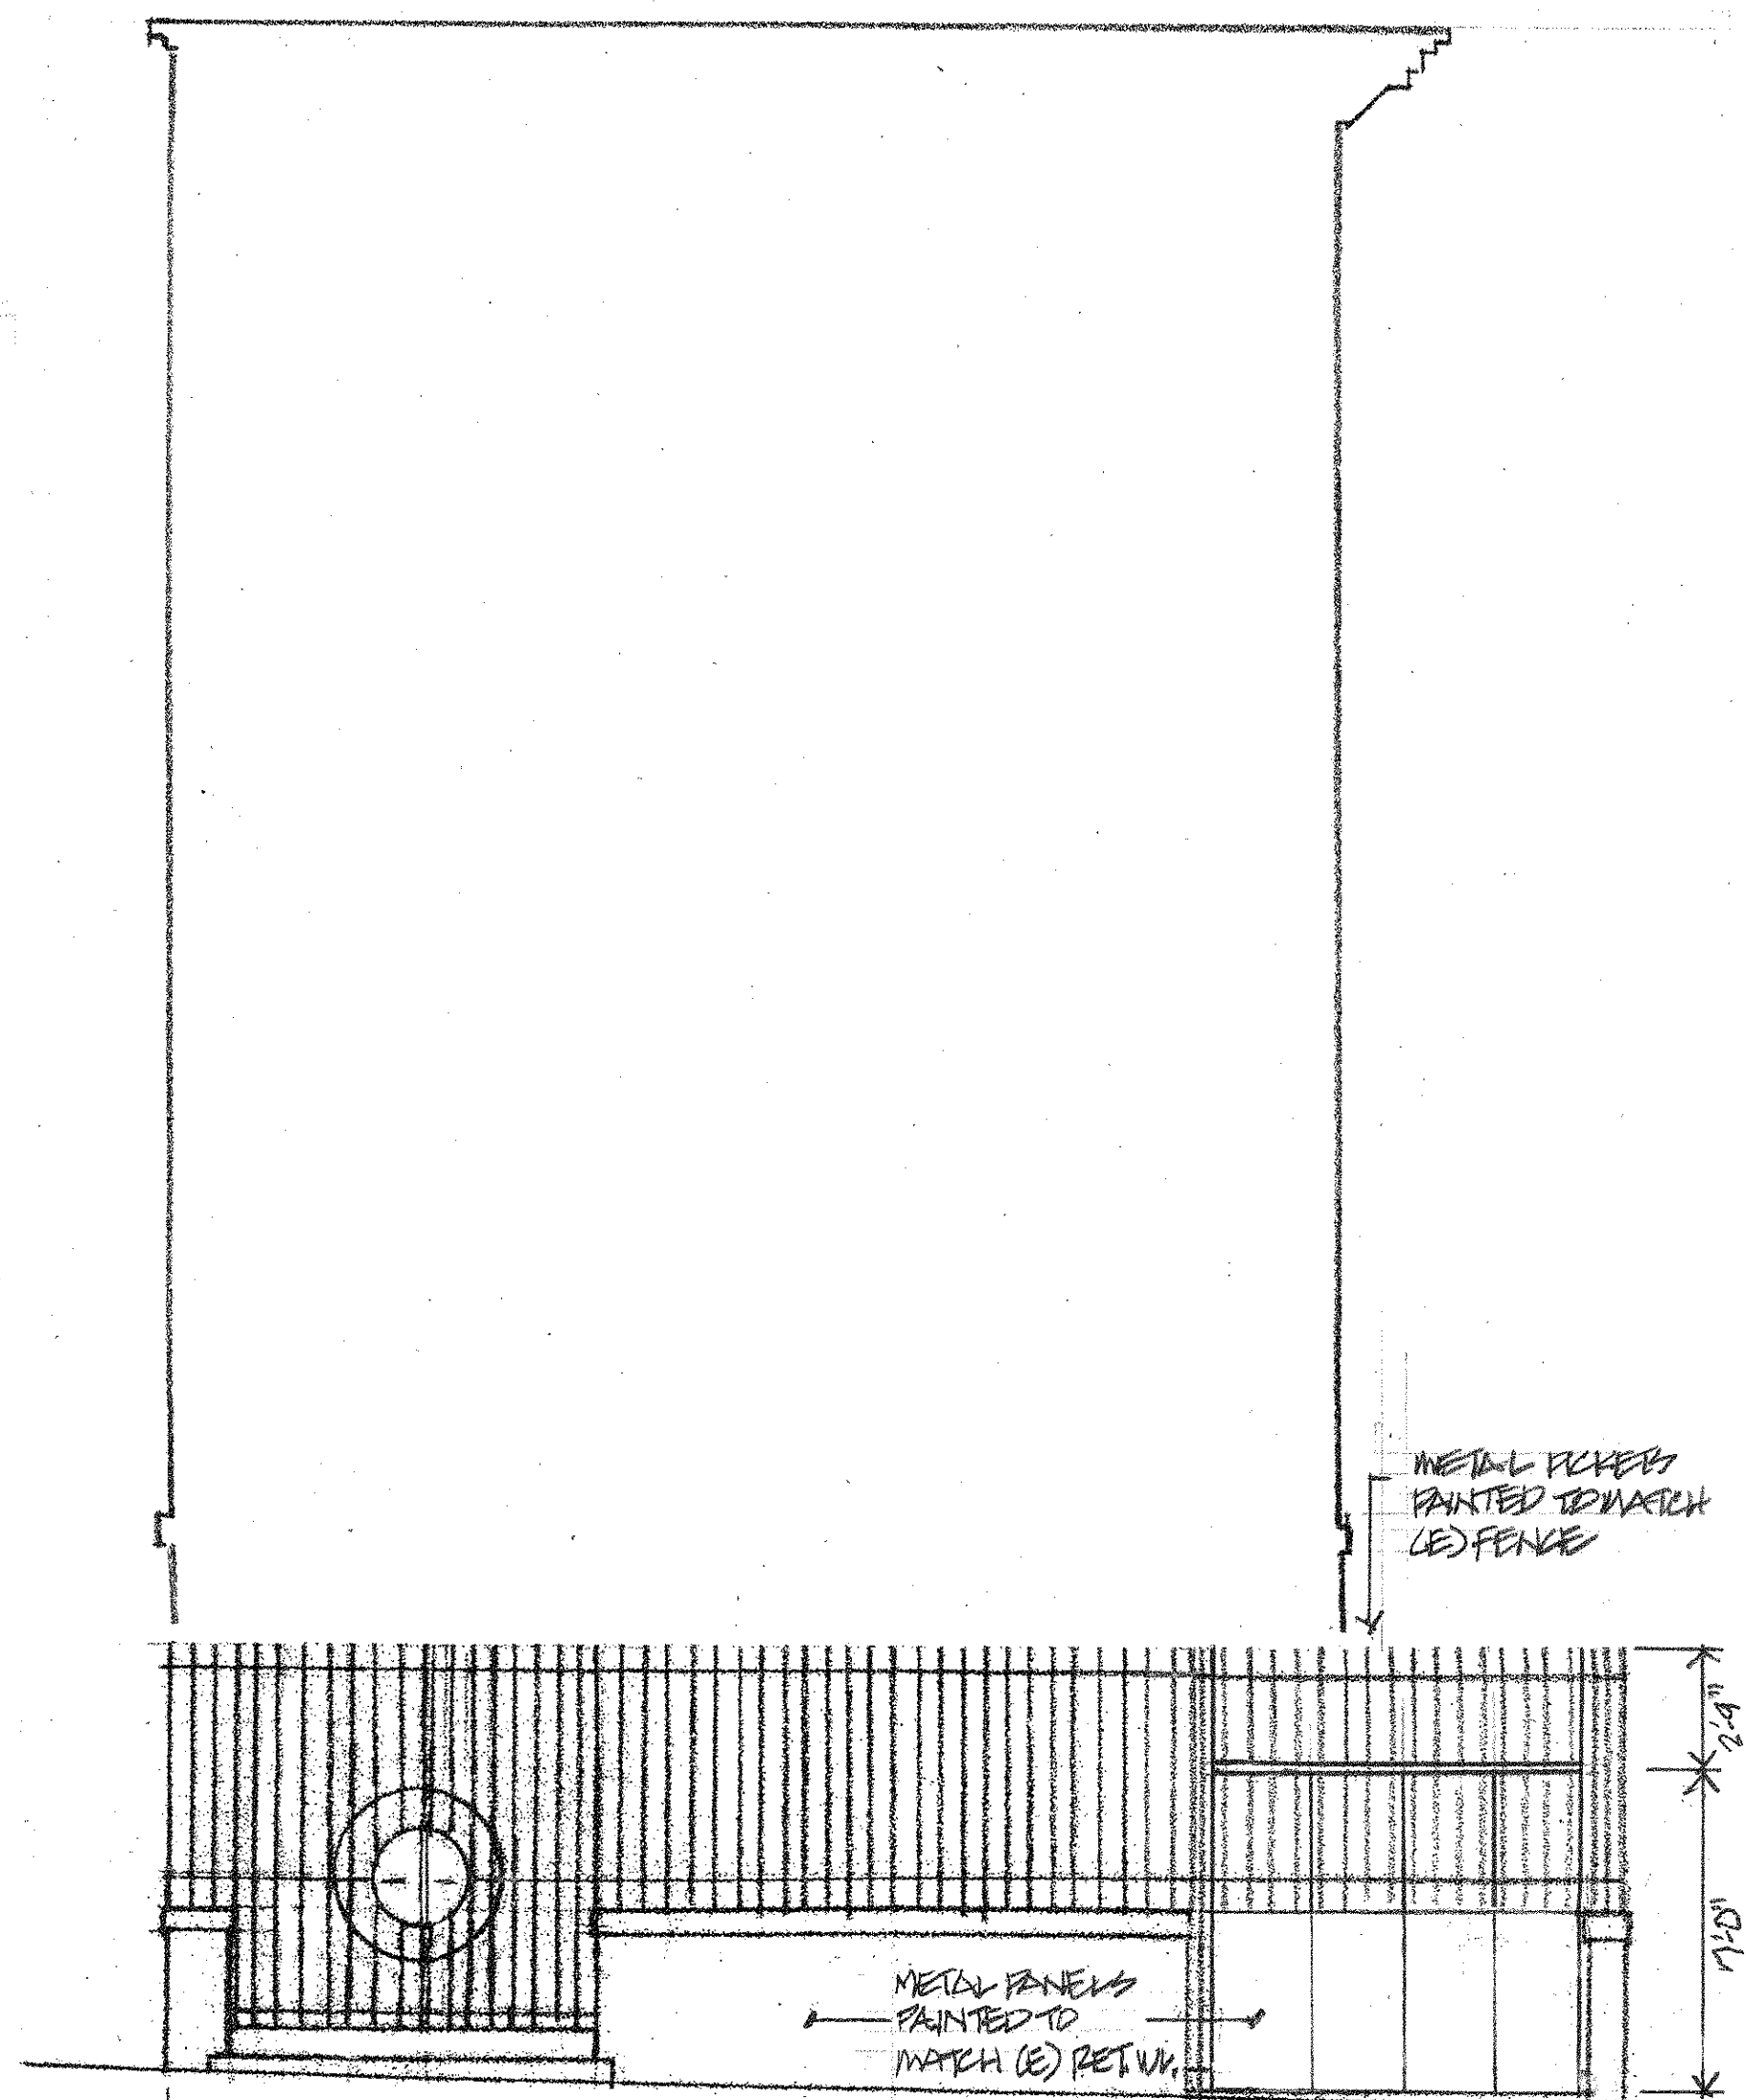 METAL PICKETS
PAINTED TO MATCH
(E) FENCE
2'-9"
7'-0"
METAL PANELS
PAINTED TO
MATCH (E) RET. WL.